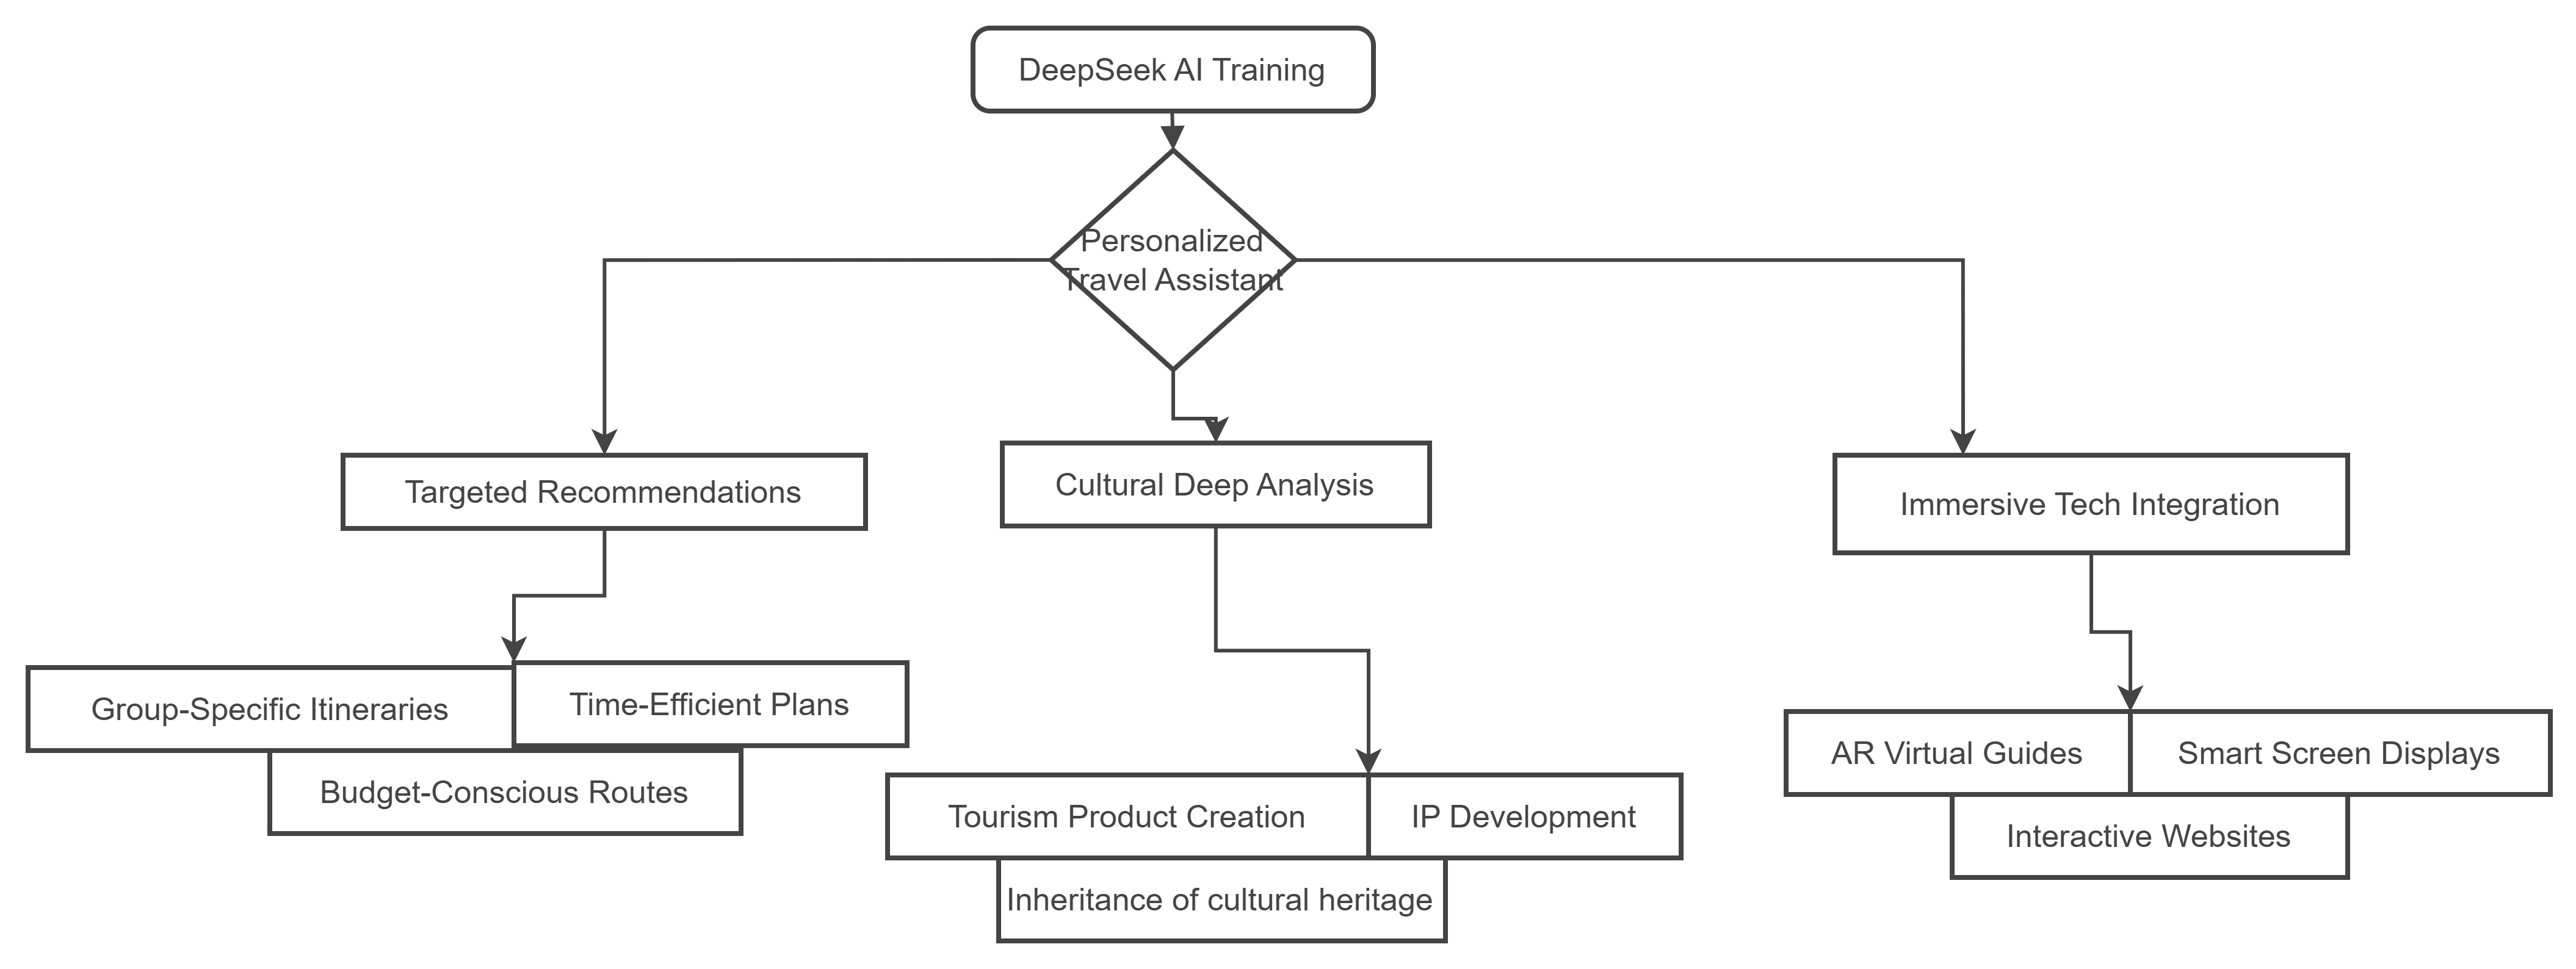 DeepSeek AI Training
Personalized
Travel Assistant
Targeted Recommendations
Cultural Deep Analysis
Immersive Tech Integration
Group-Specific Itineraries
Time-Efficient Plans
Budget-Conscious Routes
Tourism Product Creation
IP Development
Inheritance of cultural heritage
AR Virtual Guides
Smart Screen Displays
Interactive Websites